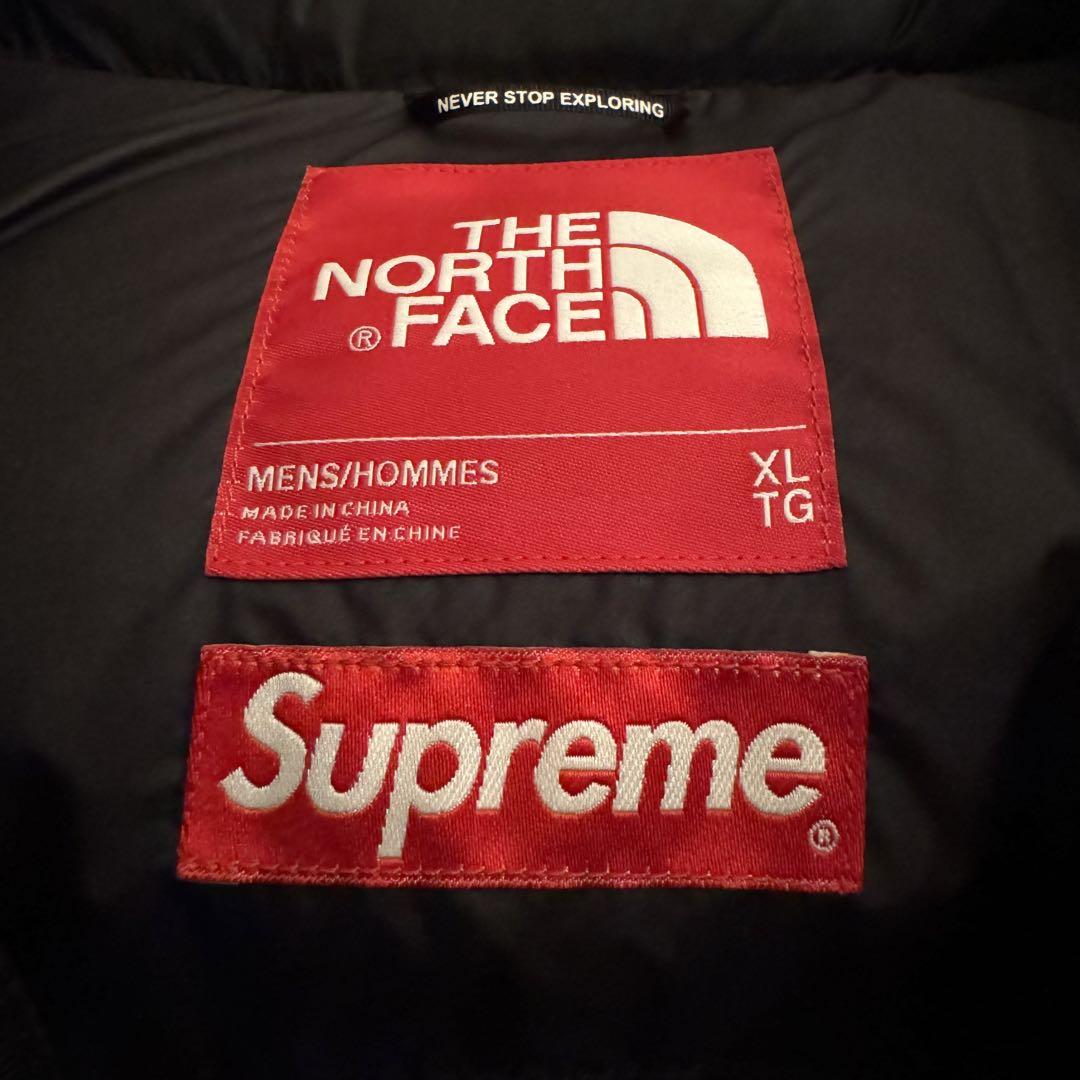 NEVER STOP EXPLORING
THE
NORTH
® FACE
MENS/HOMMES
XL
MADE IN CHINA
TG
FABRIQUÉ EN CHINE
Supreme®